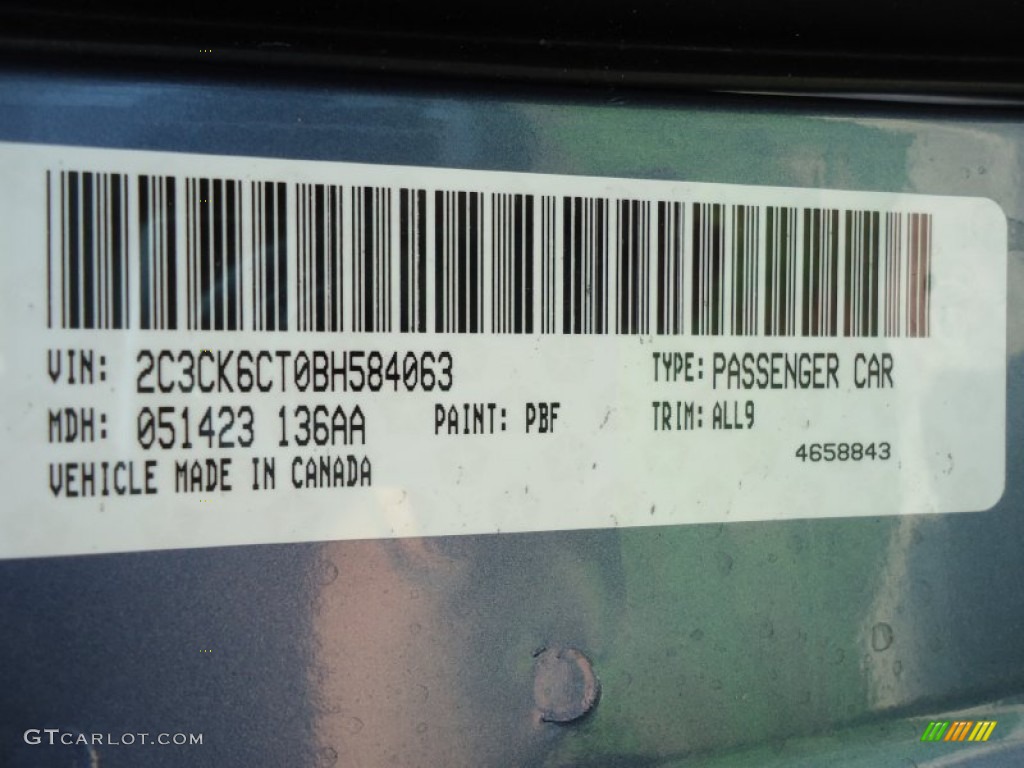 VIN: 2C3CK6CT0BH584063 TYPE: PASSENGER CAR
MDH: 051423 136AA PAINT: PBF TRIM: ALL9
4658843
VEHICLE MADE IN CANADA
GTCARLOT.COM